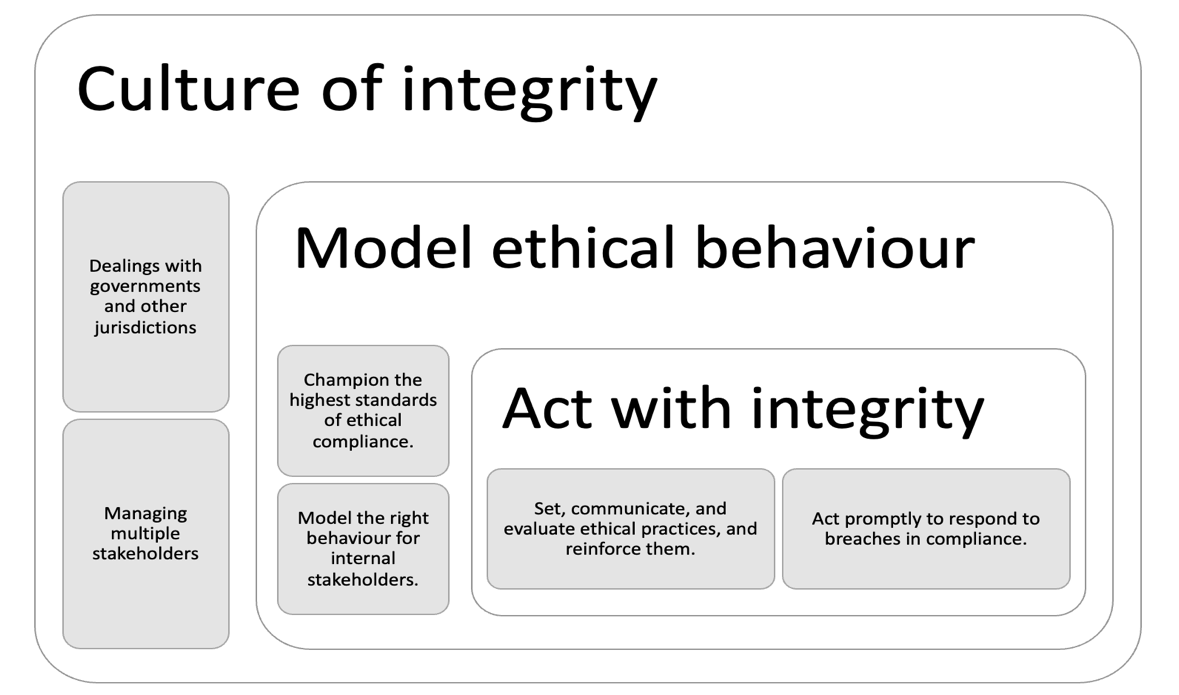 Culture of integrity
Dealings with
governments
and other
jurisdictions
Managing
multiple
stakeholders
Model ethical behaviour
Champion the
highest standards
of ethical
compliance.
Model the right
behaviour for
internal
stakeholders.
Act with integrity
Set, communicate, and
evaluate ethical practices, and
reinforce them.
Act promptly to respond to
breaches in compliance.